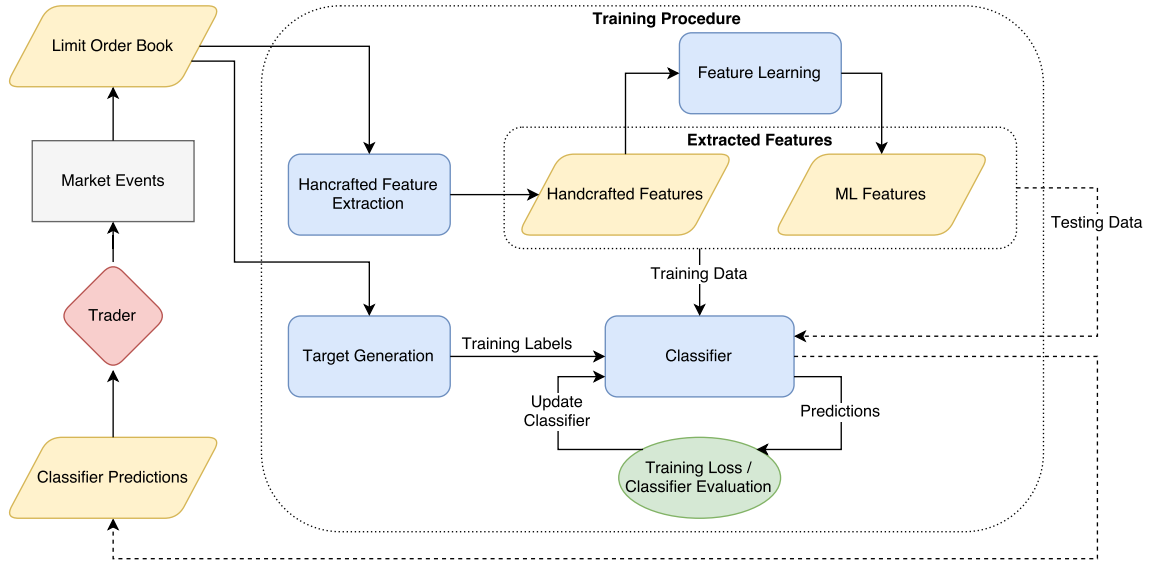 Training Procedure
Limit Order Book
Feature Learning
Extracted Features
Market Events
Hancrafted Feature
Extraction
Handcrafted Features
ML Features
Testing Data
Training Data
Trader
Target Generation
Training Labels
Classifier
Update
Classifier
Predictions
Classifier Predictions
Training Loss /
Classifier Evaluation